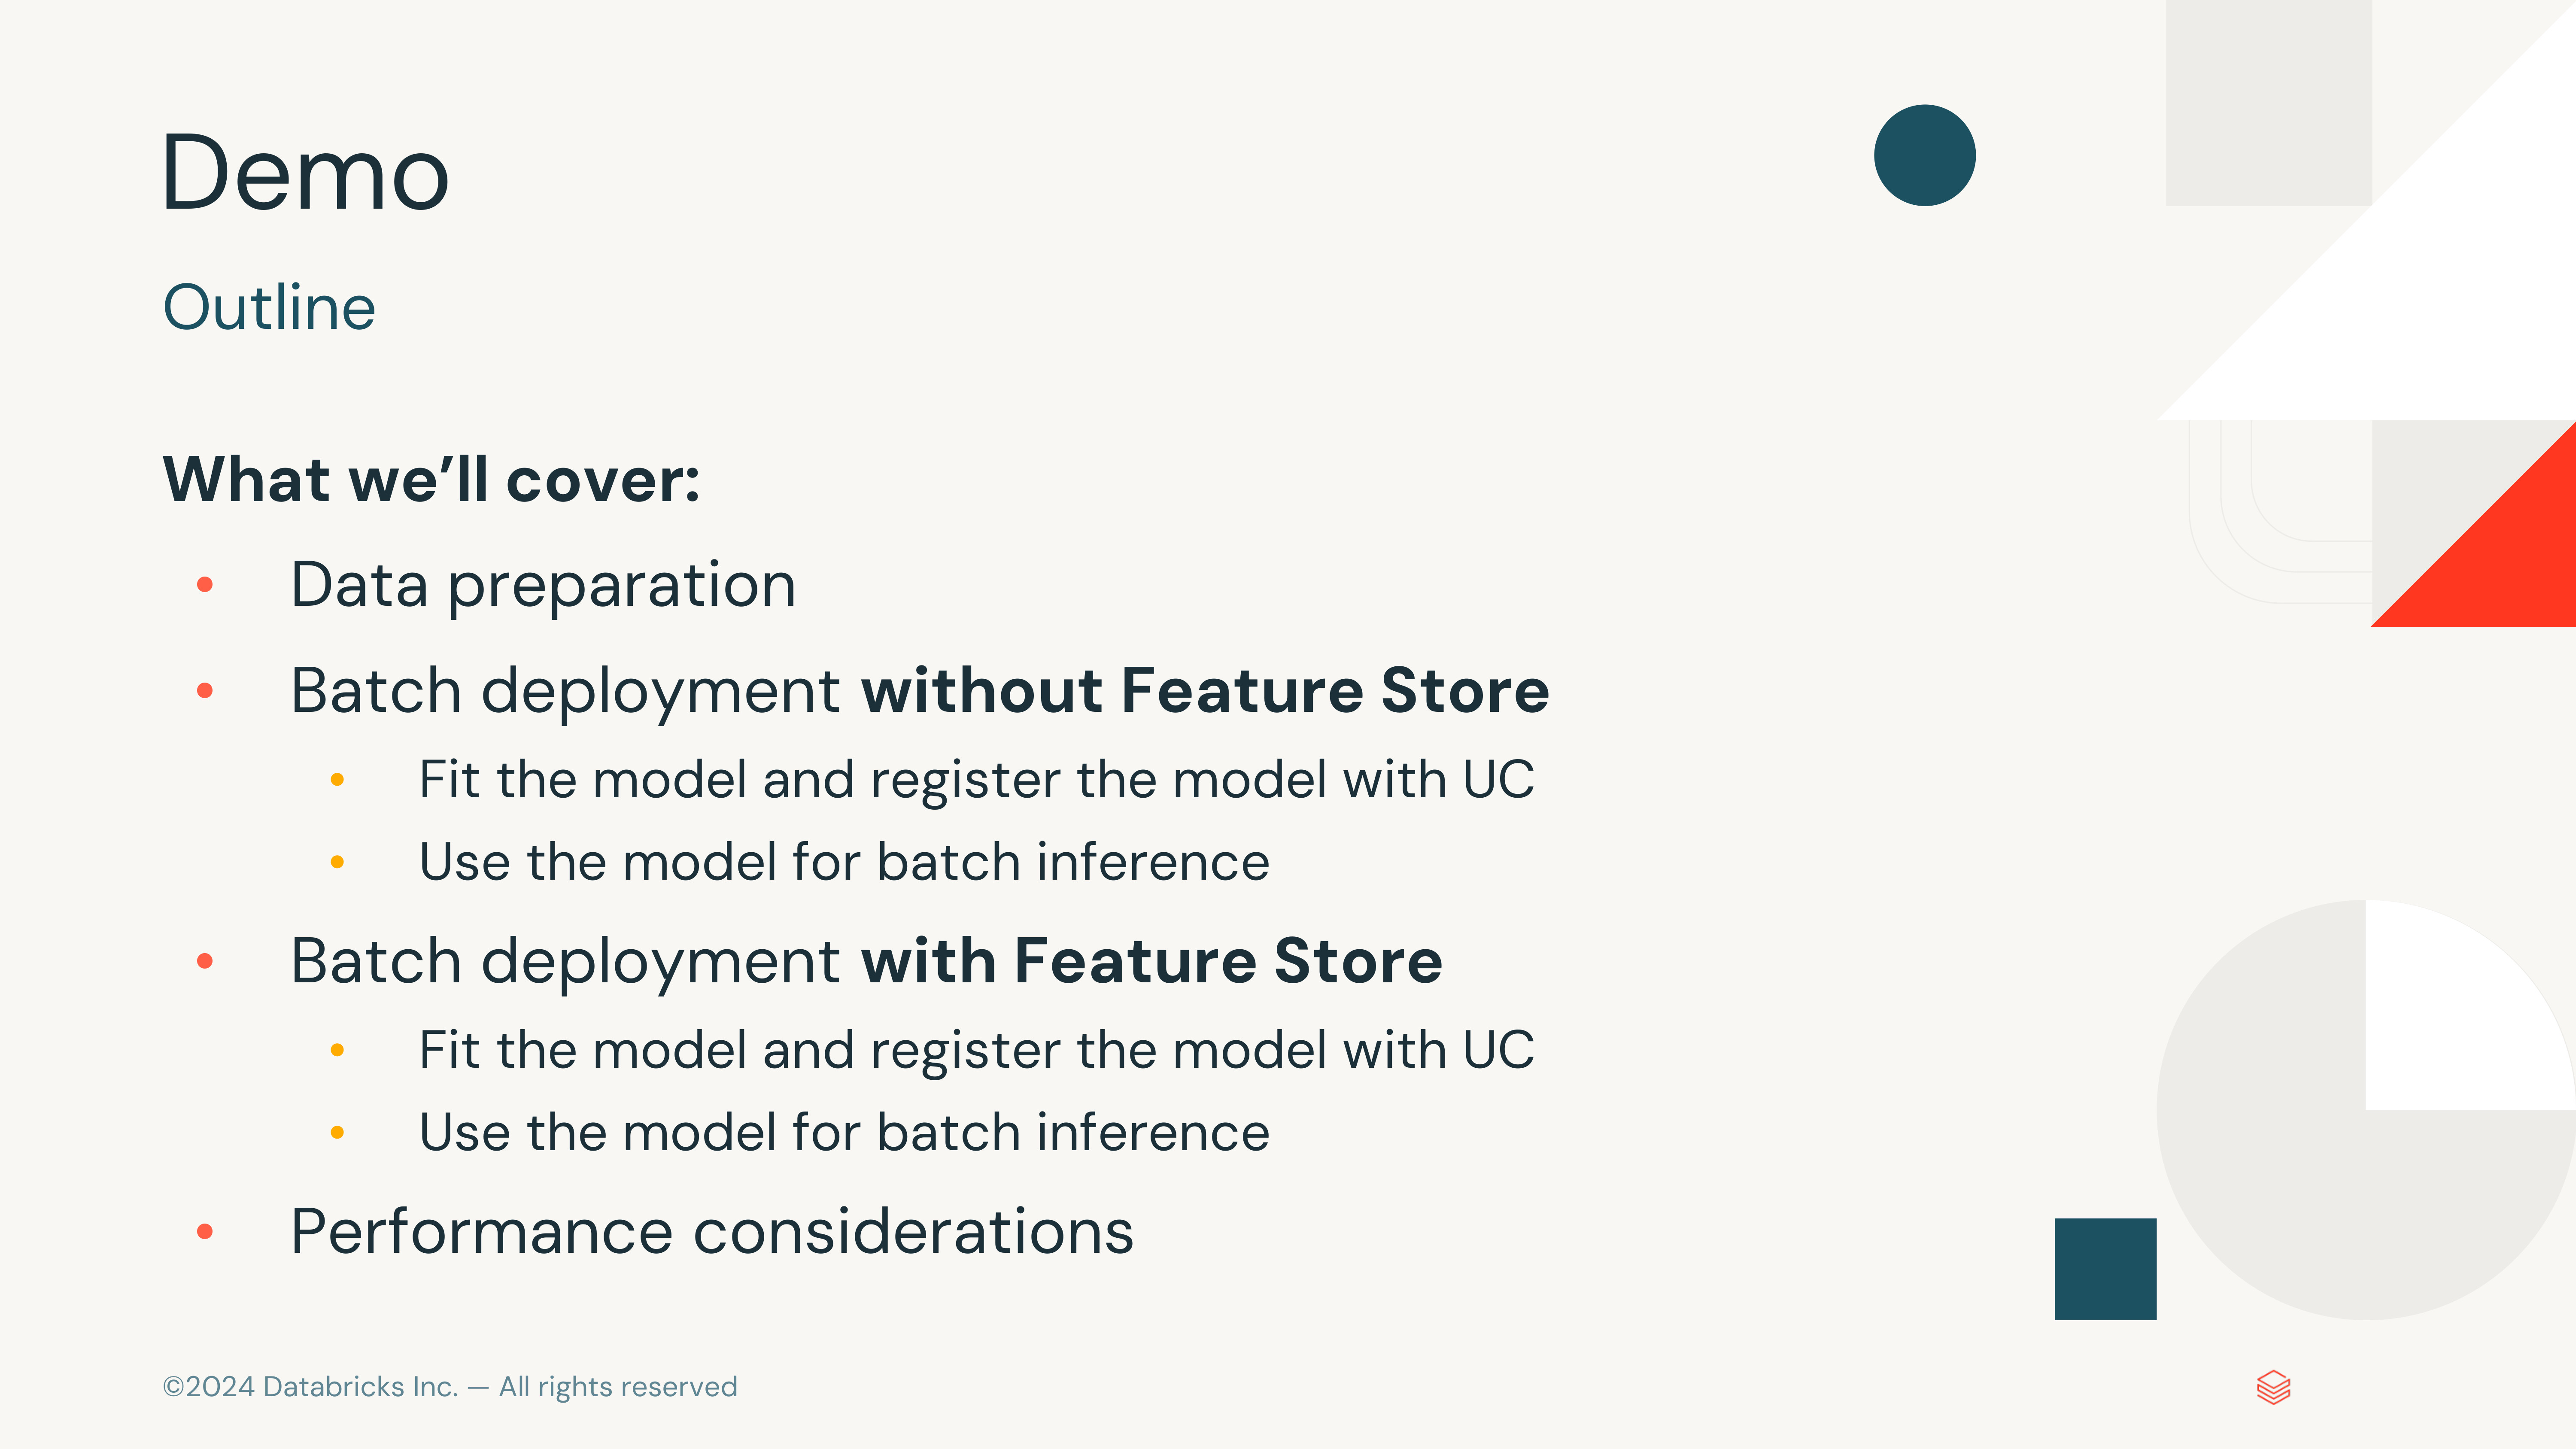 Demo
Outline
What we’ll cover:
• Data preparation
• Batch deployment without Feature Store
• Fit the model and register the model with UC
• Use the model for batch inference
• Batch deployment with Feature Store
• Fit the model and register the model with UC
• Use the model for batch inference
• Performance considerations
©2024 Databricks Inc. — All rights reserved